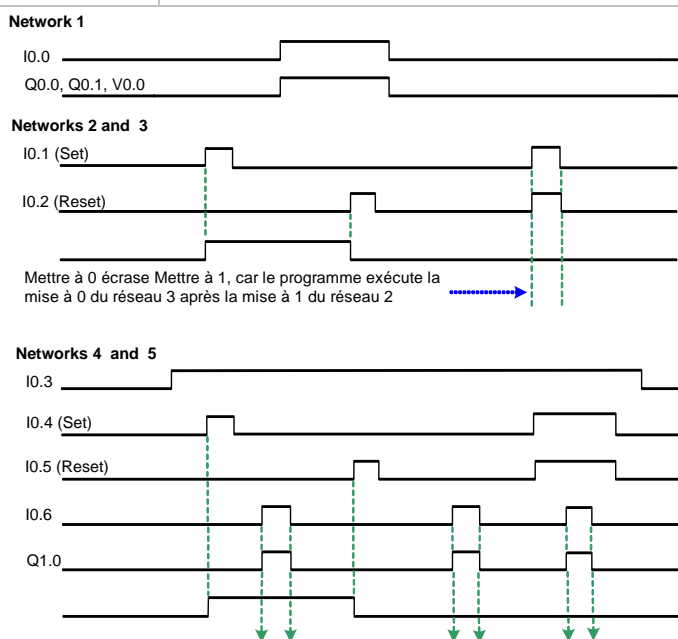 Network 1
I0.0
Q0.0, Q0.1, V0.0
Networks 2 and 3
I0.1 (Set)
I0.2 (Reset)
Mettre à 0 écrase Mettre à 1, car le programme exécute la
mise à 0 du réseau 3 après la mise à 1 du réseau 2
Networks 4 and 5
I0.3
I0.4 (Set)
I0.5 (Reset)
I0.6
Q1.0